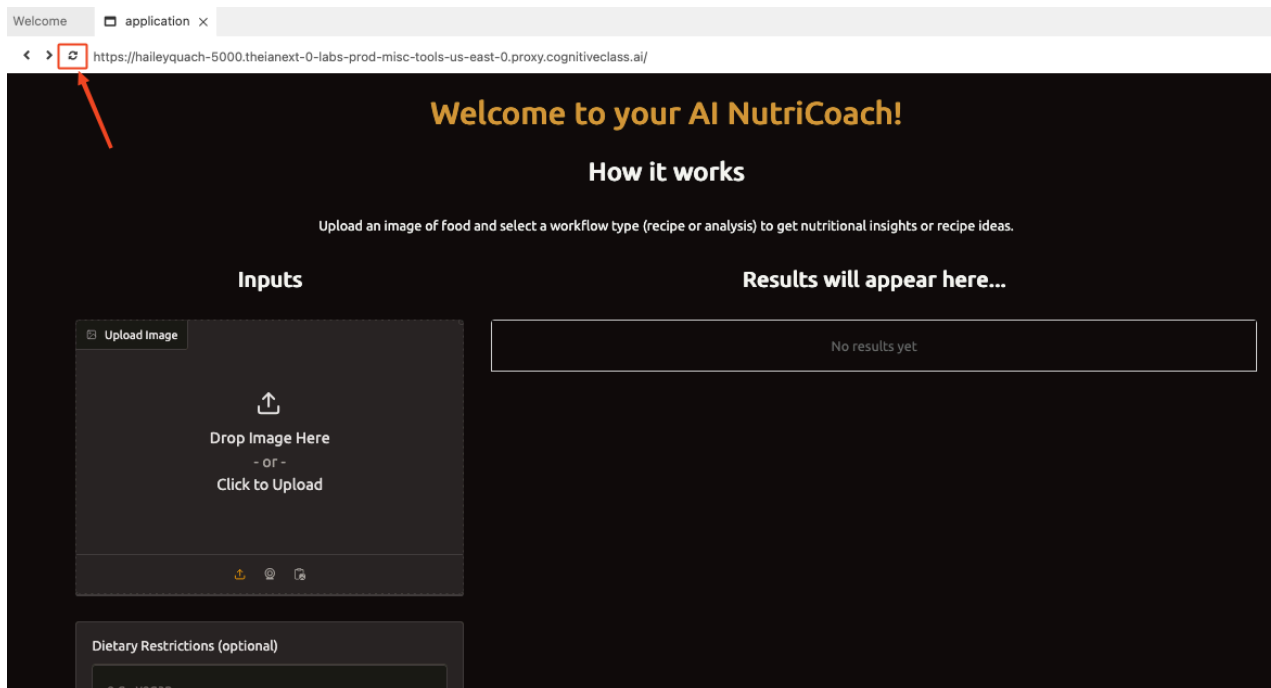 Welcome
application
https://haileyquach-5000.theianext-0-labs-prod-misc-tools-us-east-0.proxy.cognitiveclass.ai/
Welcome to your AI NutriCoach!
How it works
Upload an image of food and select a workflow type (recipe or analysis) to get nutritional insights or recipe ideas.
Inputs
Results will appear here...
Upload Image
No results yet
Drop Image Here
- or -
Click to Upload
Dietary Restrictions (optional)